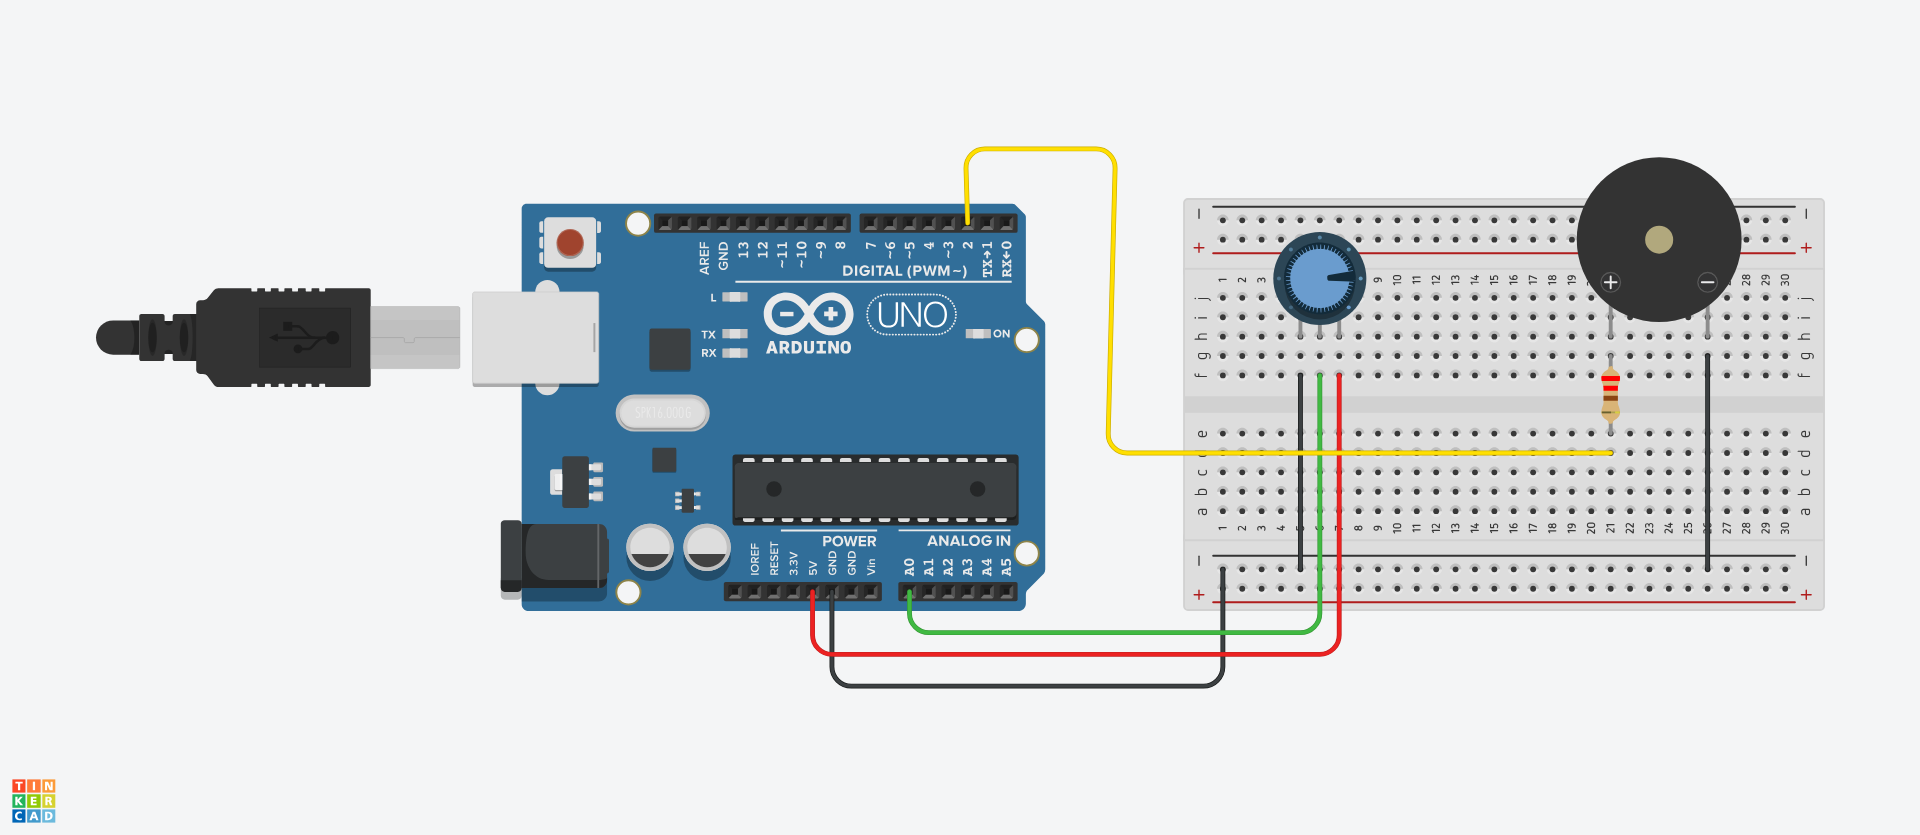 AREF
GND
13
12
~11
~10
~9
8
7
~6
~5
4
~3
2
TX→1
RX←0
DIGITAL (PWM~)
L
TX
RX
UNO
ON
ARDUINO
SPK16.000G
POWER
ANALOG IN
IOREF
RESET
3.3V
5V
GND
GND
Vin
A0
A1
A2
A3
A4
A5
− −
+ +
1 2 3 9 10 11 12 13 14 15 16 17 18 19 28 29 30
j j
i i
h h
g g
f f
e e
d
c c
b b
a a
1 2 3 4 8 9 10 11 12 13 14 15 16 17 18 19 20 21 22 23 24 25 27 28 29 30
− −
+ +
+ −
TIN
KER
CAD